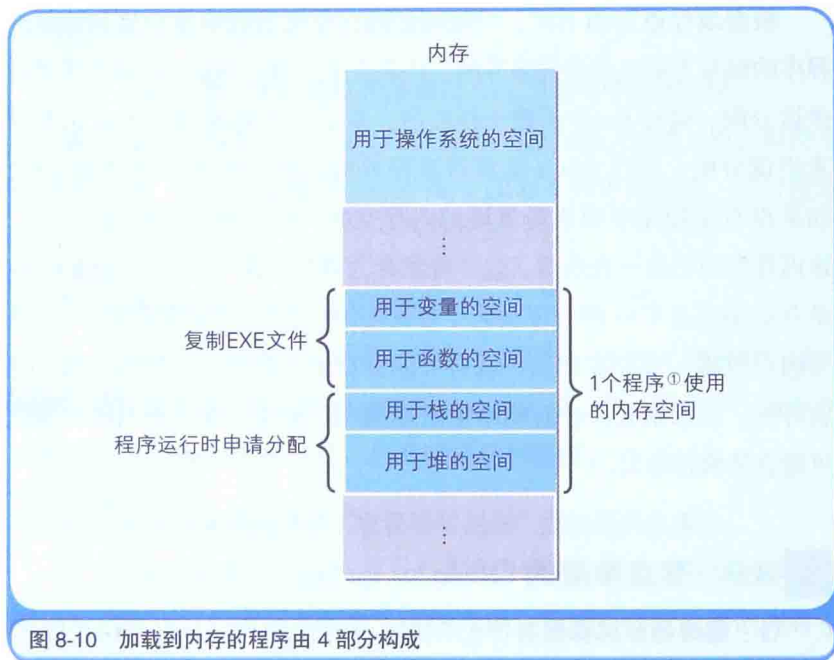 内存
用于操作系统的空间
⋮
用于变量的空间
复制EXE文件
用于函数的空间
1个程序①使用
的内存空间
用于栈的空间
程序运行时申请分配
用于堆的空间
⋮
图 8-10 加载到内存的程序由 4 部分构成